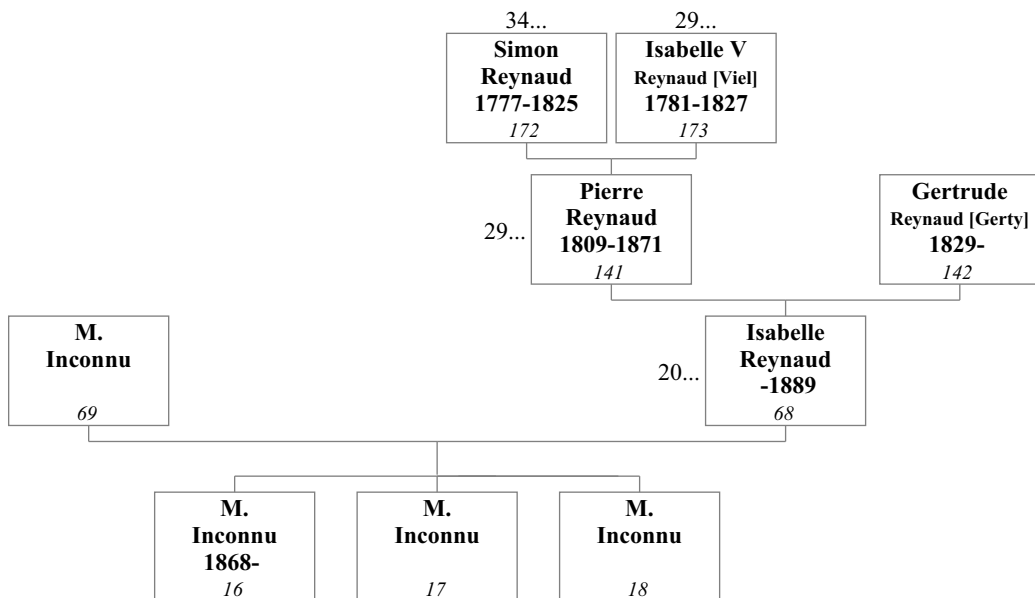 34...
29...
Simon
Reynaud
1777-1825
172
Isabelle V
Reynaud [Viel]
1781-1827
173
29...
Pierre
Reynaud
1809-1871
141
Gertrude
Reynaud [Gerty]
1829-
142
M.
Inconnu
69
20...
Isabelle
Reynaud
-1889
68
M.
Inconnu
1868-
16
M.
Inconnu
17
M.
Inconnu
18